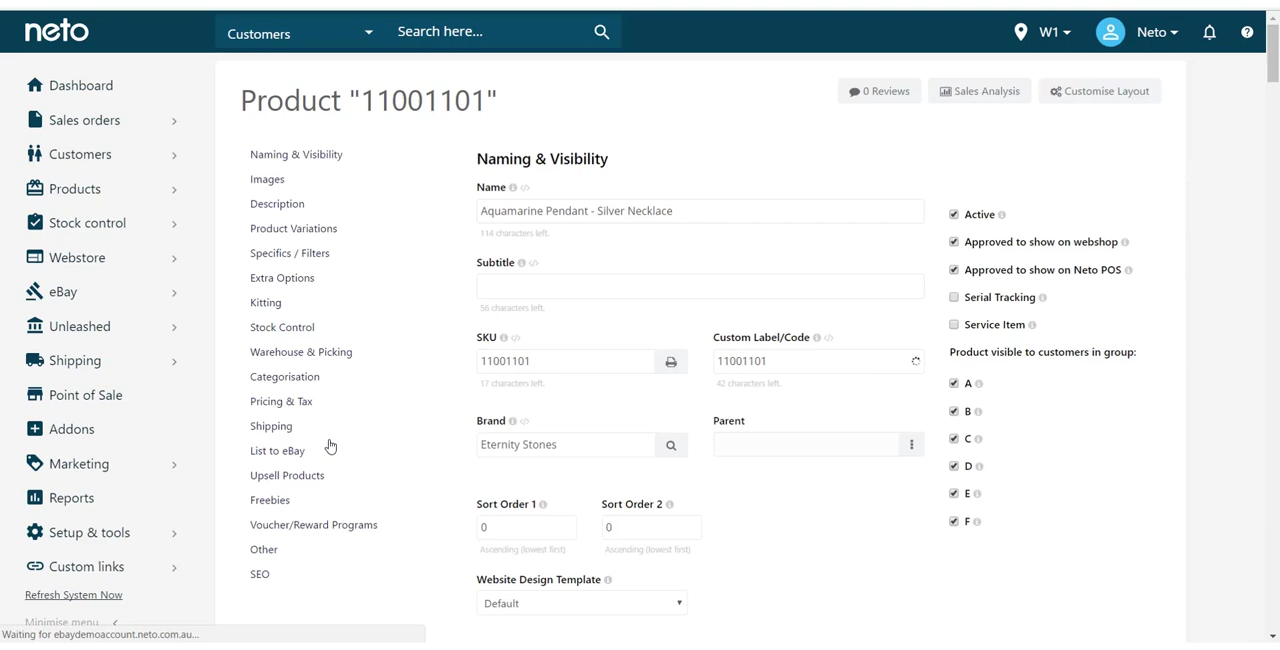 neto
Customers
Search here...
W1
Neto
Dashboard
Sales orders
Customers
Products
Stock control
Webstore
eBay
Unleashed
Shipping
Point of Sale
Addons
Marketing
Reports
Setup & tools
Custom links
Refresh System Now
Minimise menu
Waiting for ebaydemoaccount.neto.com.au...
Product "11001101"
0 Reviews
Sales Analysis
Customise Layout
Naming & Visibility
Images
Description
Product Variations
Specifics / Filters
Extra Options
Kitting
Stock Control
Warehouse & Picking
Categorisation
Pricing & Tax
Shipping
List to eBay
Upsell Products
Freebies
Voucher/Reward Programs
Other
SEO
Naming & Visibility
Name
Aquamarine Pendant - Silver Necklace
114 characters left.
Subtitle
56 characters left.
SKU
Custom Label/Code
11001101
11001101
17 characters left.
42 characters left.
Brand
Parent
Eternity Stones
Sort Order 1
Sort Order 2
0
0
Ascending (lowest first)
Ascending (lowest first)
Website Design Template
Default
Active
Approved to show on webshop
Approved to show on Neto POS
Serial Tracking
Service Item
Product visible to customers in group:
A
B
C
D
E
F